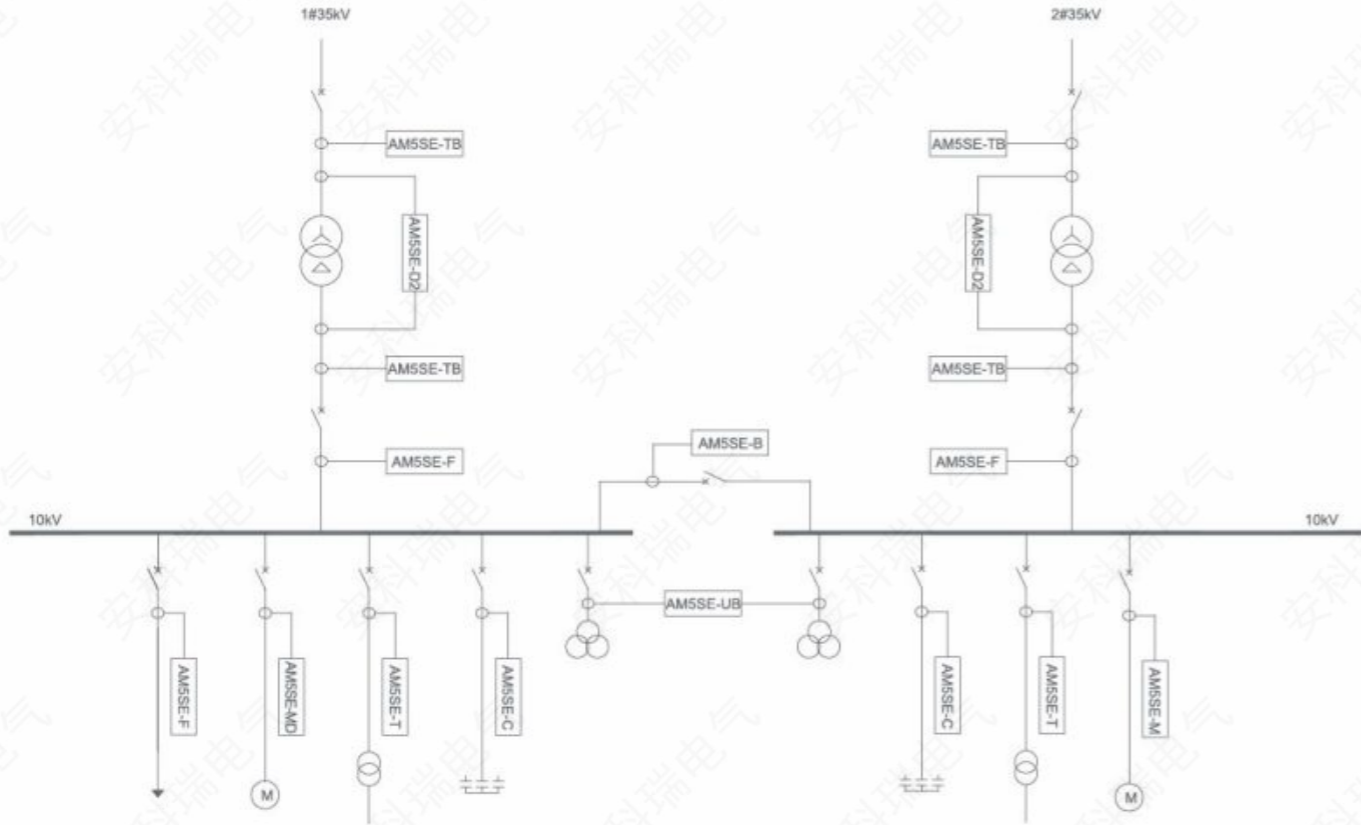 1#35kV
2#35kV
AM5SE-TB
AM5SE-TB
AM5SE-D2
AM5SE-D2
AM5SE-TB
AM5SE-TB
AM5SE-B
AM5SE-F
AM5SE-F
10kV
10kV
AM5SE-UB
AM5SE-F
AM5SE-MD
AM5SE-T
AM5SE-C
AM5SE-C
AM5SE-T
AM5SE-M
M
M
安科瑞电气